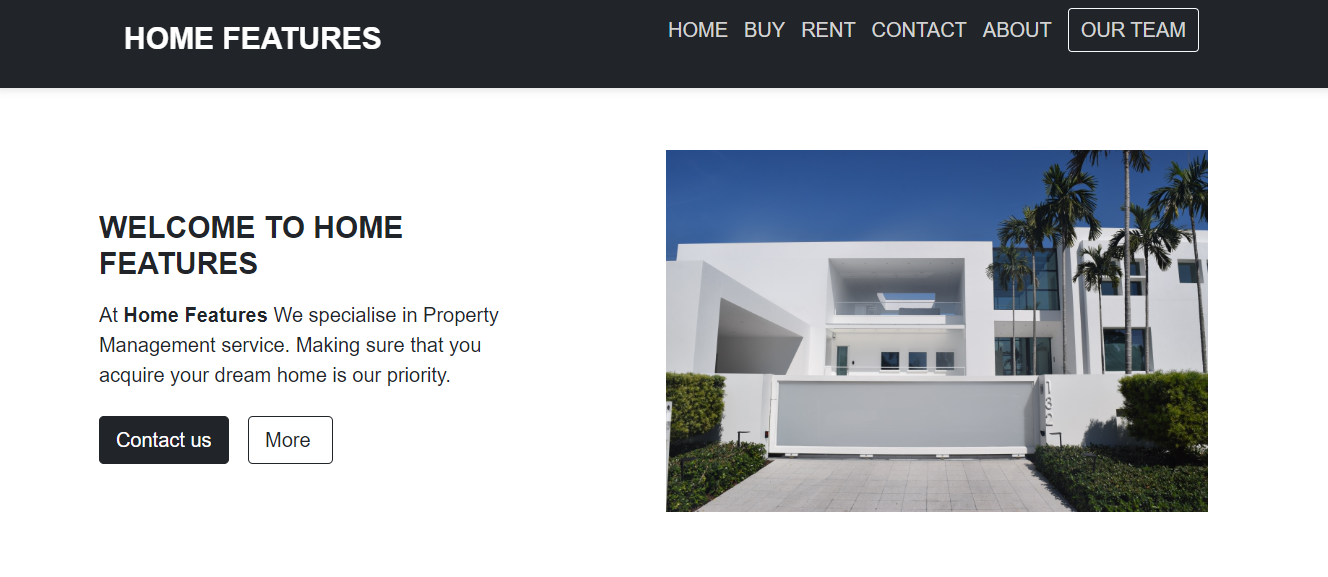 HOME FEATURES
HOME BUY RENT CONTACT ABOUT OUR TEAM
WELCOME TO HOME
FEATURES
At Home Features We specialise in Property
Management service. Making sure that you
acquire your dream home is our priority.
Contact us More
182